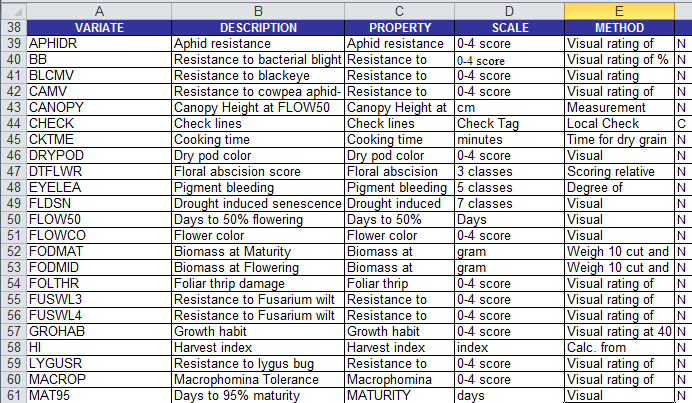 A B C D E
38 VARIATE DESCRIPTION PROPERTY SCALE METHOD
39 APHIDR Aphid resistance Aphid resistance 0-4 score Visual rating of N
40 BB Resistance to bacterial blight Resistance to 0-4 score Visual rating of % N
41 BLCMV Resistance to blackeye Resistance to 0-4 score Visual rating N
42 CAMV Resistance to cowpea aphid- Resistance to 0-4 score Visual rating of N
43 CANOPY Canopy Height at FLOW50 Canopy Height at cm Measurement N
44 CHECK Check lines Check lines Check Tag Local Check C
45 CKTME Cooking time Cooking time minutes Time for dry grain N
46 DRYPOD Dry pod color Dry pod color 0-4 score Visual N
47 DTFLWR Floral abscision score Floral abscision 3 classes Scoring relative N
48 EYELEA Pigment bleeding Pigment bleeding 5 classes Degree of N
49 FLDSN Drought induced senescence Drought induced 7 classes Visual N
50 FLOW50 Days to 50% flowering Days to 50% Days Visual N
51 FLOWCO Flower color Flower color 0-4 score Visual N
52 FODMAT Biomass at Maturity Biomass at gram Weigh 10 cut and N
53 FODMID Biomass at Flowering Biomass at gram Weigh 10 cut and N
54 FOLTHR Foliar thrip damage Foliar thrip 0-4 score Visual rating of N
55 FUSWL3 Resistance to Fusarium wilt Resistance to 0-4 score Visual rating of N
56 FUSWL4 Resistance to Fusarium wilt Resistance to 0-4 score Visual rating of N
57 GROHAB Growth habit Growth habit 0-4 score Visual rating at 40 N
58 HI Harvest index Harvest index index Calc. from N
59 LYGUSR Resistance to lygus bug Resistance to 0-4 score Visual rating of N
60 MACROP Macrophomina Tolerance Macrophomina 0-4 score Visual rating of N
61 MAT95 Days to 95% maturity MATURITY days Visual N